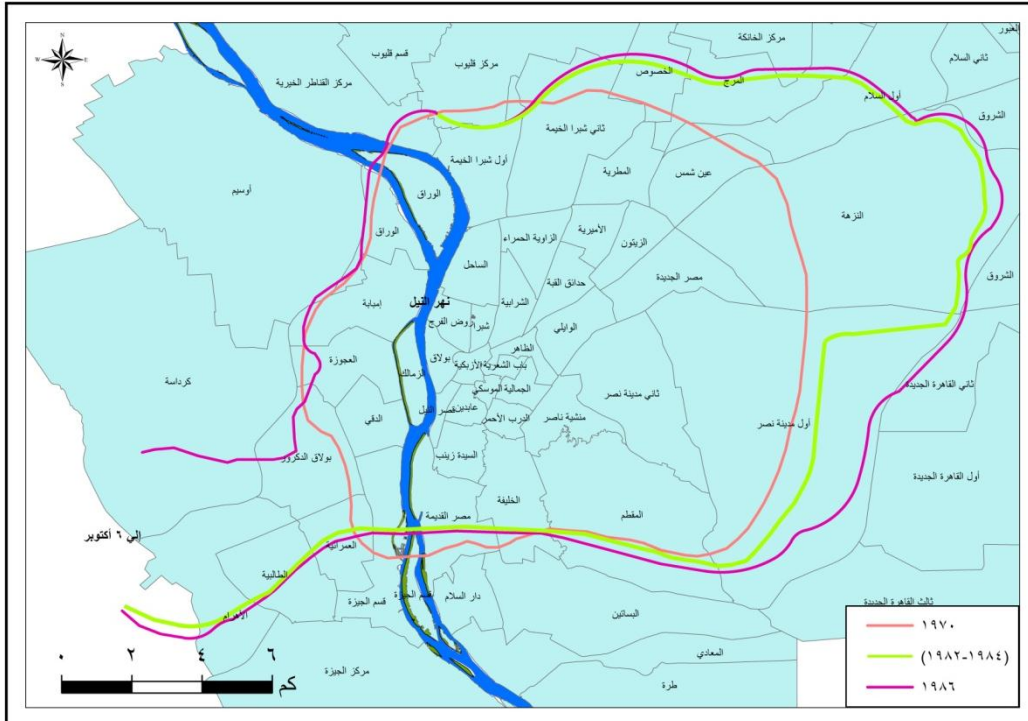 العبور
مركز الخانكة
ثاني السلام
قسم قليوب
مركز قليوب
مركز القناطر الخيرية
الخصوص
المرج
أول السلام
الشروق
ثاني شبرا الخيمة
أول شبرا الخيمة
المطرية
عين شمس
أوسيم
الوراق
النزهة
الوراق
الزاوية الحمراء
الأميرية
الزيتون
الساحل
حدائق القبة
مصر الجديدة
الشروق
إمبابة
نهر النيل
الشرابية
روض الفرج
شبرا
الوايلي
الظاهر
العجوزة
بولاق
الأزبكية
باب الشعرية
كرداسة
الزمالك
الموسكي
الجمالية
ثاني مدينة نصر
ثاني القاهرة الجديدة
الدقي
قصر النيل
عابدين
الدرب الأحمر
منشية ناصر
أول مدينة نصر
بولاق الدكرور
السيدة زينب
أول القاهرة الجديدة
الخليفة
مصر القديمة
المقطم
إلي ٦ أكتوبر
العمرانية
الطالبية
قسم الجيزة
قسم الجيزة
دار السلام
الأهرام
البساتين
ثالث القاهرة الجديدة
المعادي
مركز الجيزة
طرة
٠ ٢ ٤ ٦
كم
١٩٧٠
(١٩٨٢-١٩٨٤)
١٩٨٦
N
E
S
W